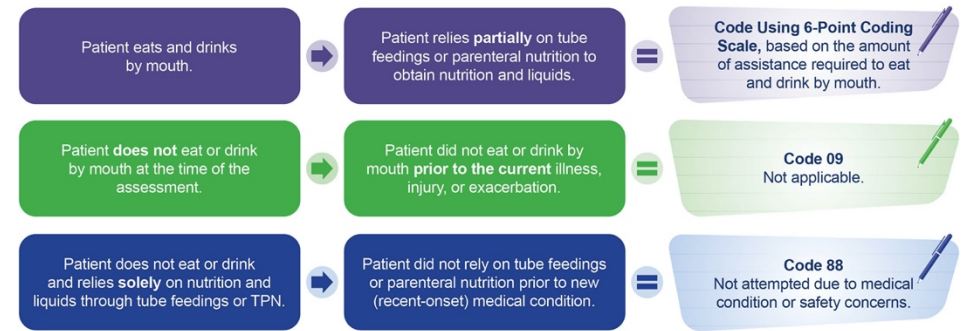 Patient eats and drinks
by mouth.
Patient relies partially on tube
feedings or parenteral nutrition to
obtain nutrition and liquids.
Code Using 6-Point Coding
Scale, based on the amount
of assistance required to eat
and drink by mouth.
Patient does not eat or drink
by mouth at the time of the
assessment.
Patient did not eat or drink by
mouth prior to the current illness,
injury, or exacerbation.
Code 09
Not applicable.
Patient does not eat or drink
and relies solely on nutrition and
liquids through tube feedings or TPN.
Patient did not rely on tube feedings
or parenteral nutrition prior to new
(recent-onset) medical condition.
Code 88
Not attempted due to medical
condition or safety concerns.